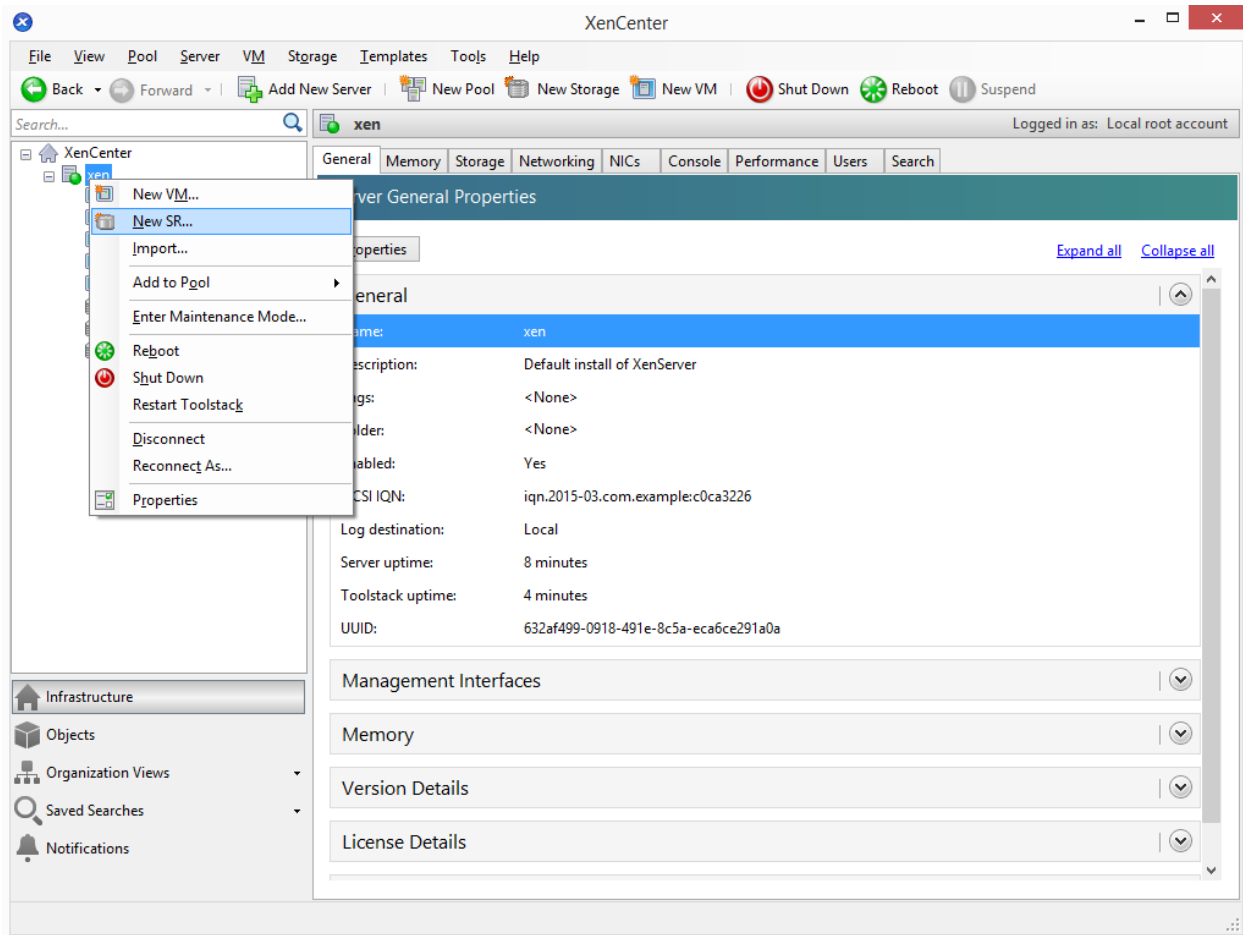 XenCenter
File View Pool Server VM Storage Templates Tools Help
Back Forward Add New Server New Pool New Storage New VM Shut Down Reboot Suspend
Search...
xen
Logged in as: Local root account
XenCenter
xen
General Memory Storage Networking NICs Console Performance Users Search
New VM...
New SR...
Import...
Add to Pool
Enter Maintenance Mode...
Reboot
Shut Down
Restart Toolstack
Disconnect
Reconnect As...
Properties
ver General Properties
operties
Expand all Collapse all
eneral
ame: xen
escription: Default install of XenServer
gs: <None>
lder: <None>
abled: Yes
CSI IQN: iqn.2015-03.com.example:c0ca3226
Log destination: Local
Server uptime: 8 minutes
Toolstack uptime: 4 minutes
UUID: 632af499-0918-491e-8c5a-eca6ce291a0a
Management Interfaces
Memory
Version Details
License Details
Infrastructure
Objects
Organization Views
Saved Searches
Notifications